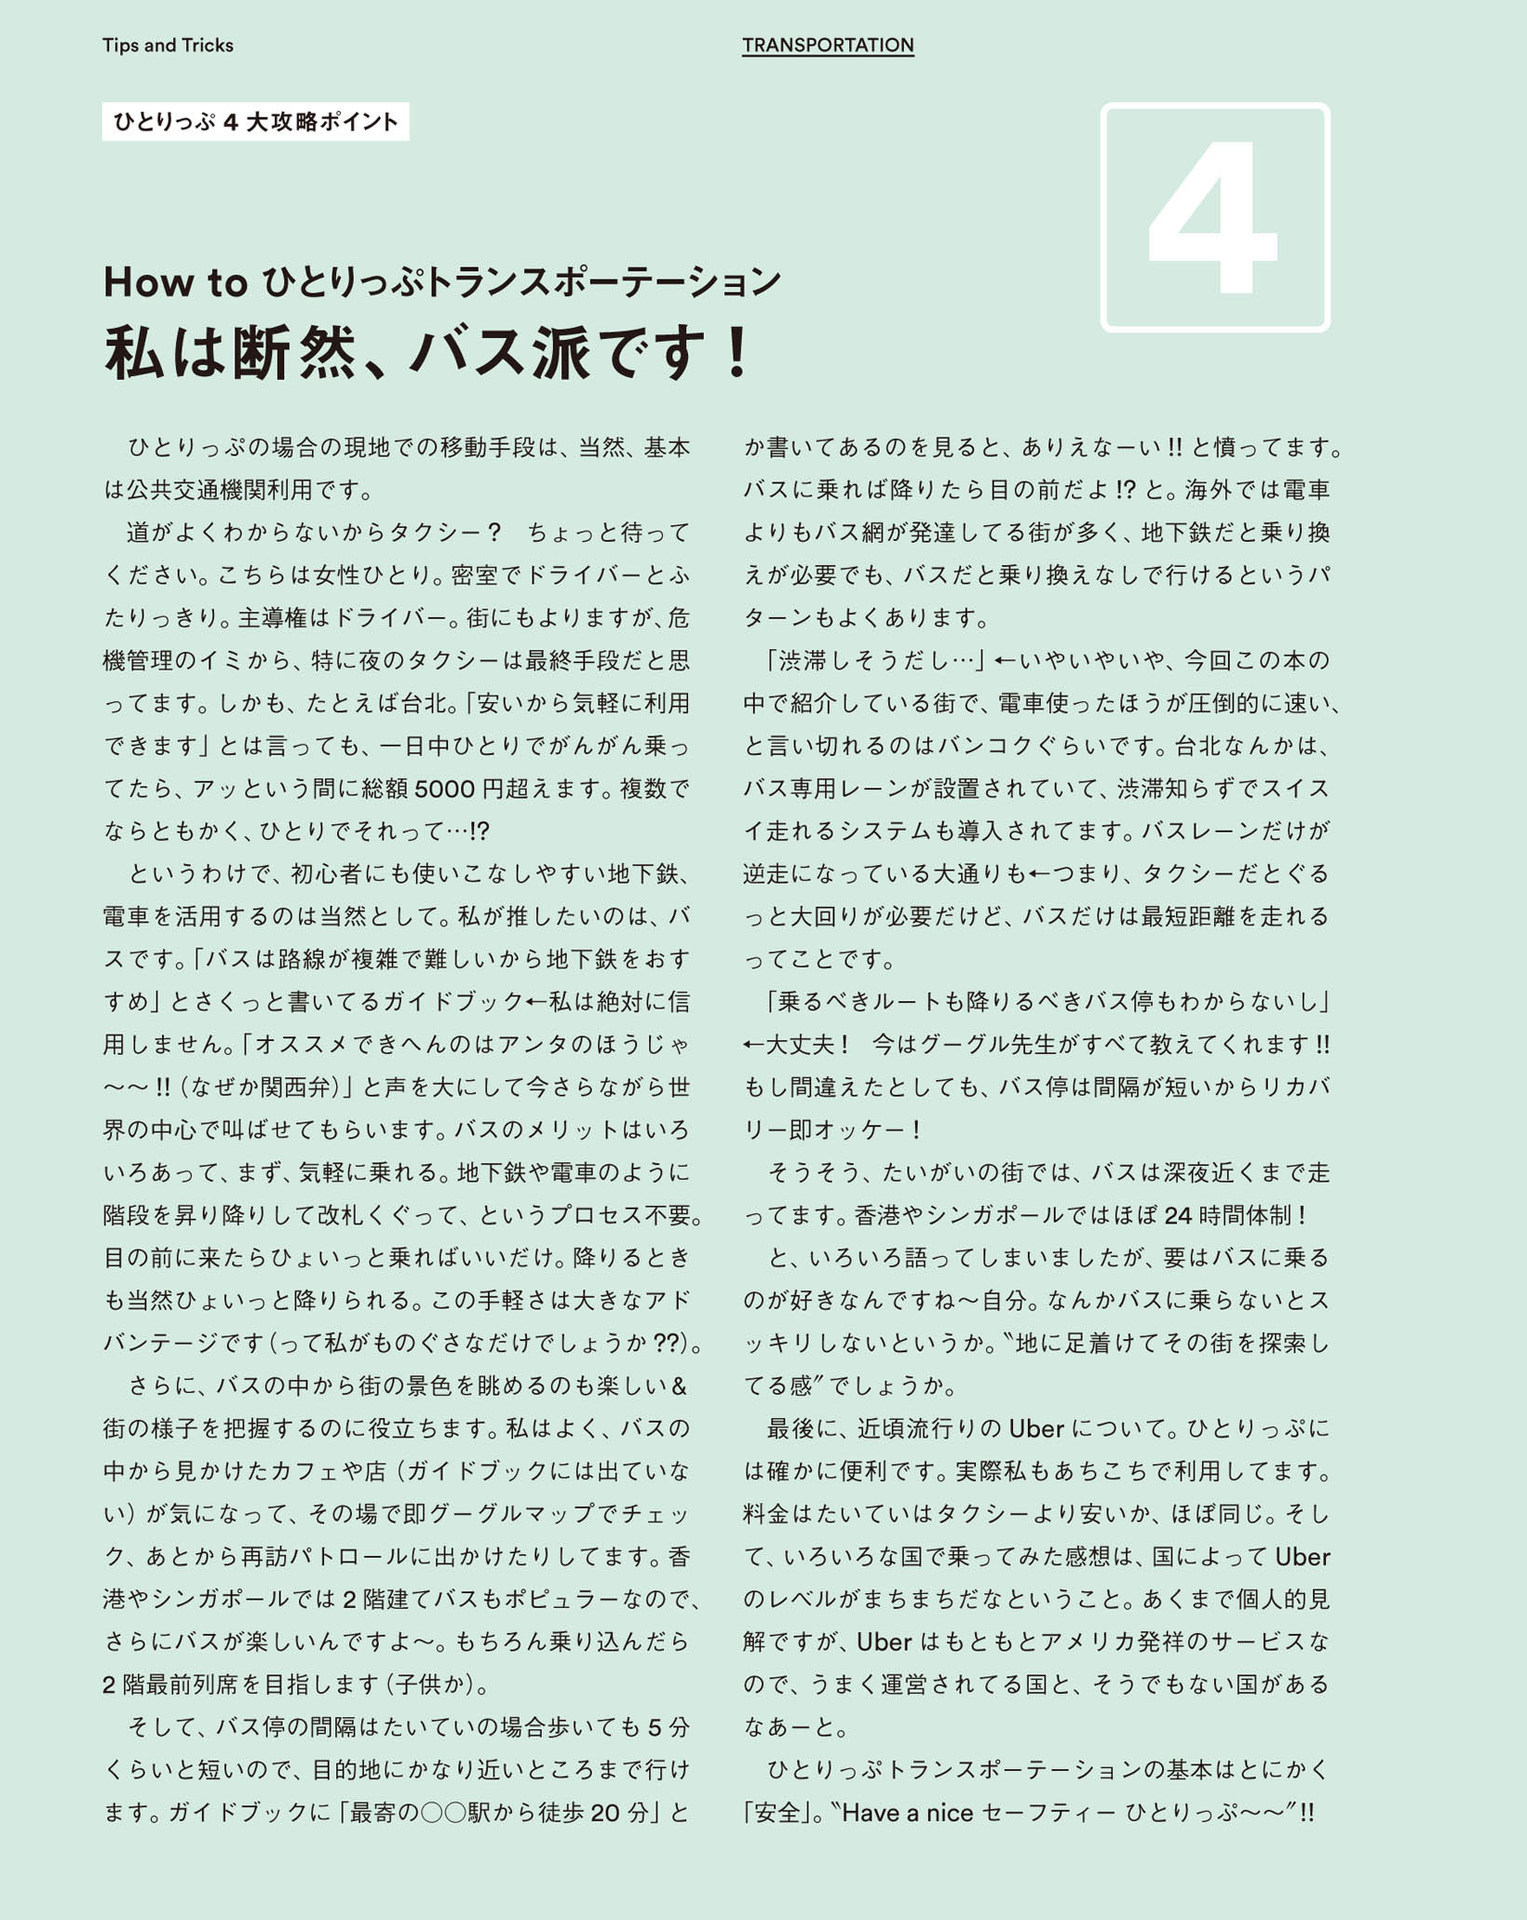 Tips and Tricks
TRANSPORTATION
ひとりっぷ 4 大攻略ポイント
4
How to ひとりっぷトランスポーテーション
私は断然、バス派です！
ひとりっぷの場合の現地での移動手段は、当然、基本
は公共交通機関利用です。
道がよくわからないからタクシー？　ちょっと待って
ください。こちらは女性ひとり。密室でドライバーとふ
たりっきり。主導権はドライバー。街にもよりますが、危
機管理のイミから、特に夜のタクシーは最終手段だと思
ってます。しかも、たとえば台北。「安いから気軽に利用
できます」とは言っても、一日中ひとりでがんがん乗っ
てたら、アッという間に総額 5000 円超えます。複数で
ならともかく、ひとりでそれって…!?
というわけで、初心者にも使いこなしやすい地下鉄、
電車を活用するのは当然として。私が推したいのは、バ
スです。「バスは路線が複雑で難しいから地下鉄をおす
すめ」とさくっと書いてるガイドブック←私は絶対に信
用しません。「オススメできへんのはアンタのほうじゃ
〜〜 !!（なぜか関西弁）」と声を大にして今さらながら世
界の中心で叫ばせてもらいます。バスのメリットはいろ
いろあって、まず、気軽に乗れる。地下鉄や電車のように
階段を昇り降りして改札くぐって、というプロセス不要。
目の前に来たらひょいっと乗ればいいだけ。降りるとき
も当然ひょいっと降りられる。この手軽さは大きなアド
バンテージです（って私がものぐさなだけでしょうか ??）。
さらに、バスの中から街の景色を眺めるのも楽しい＆
街の様子を把握するのに役立ちます。私はよく、バスの
中から見かけたカフェや店（ガイドブックには出ていな
い）が気になって、その場で即グーグルマップでチェッ
ク、あとから再訪パトロールに出かけたりしてます。香
港やシンガポールでは 2 階建てバスもポピュラーなので、
さらにバスが楽しいんですよ〜。もちろん乗り込んだら
2 階最前列席を目指します（子供か）。
そして、バス停の間隔はたいていの場合歩いても 5 分
くらいと短いので、目的地にかなり近いところまで行け
ます。ガイドブックに「最寄の○○駅から徒歩 20 分」と
か書いてあるのを見ると、ありえなーい !! と憤ってます。
バスに乗れば降りたら目の前だよ !? と。海外では電車
よりもバス網が発達してる街が多く、地下鉄だと乗り換
えが必要でも、バスだと乗り換えなしで行けるというパ
ターンもよくあります。
「渋滞しそうだし…」←いやいやいや、今回この本の
中で紹介している街で、電車使ったほうが圧倒的に速い、
と言い切れるのはバンコクぐらいです。台北なんかは、
バス専用レーンが設置されていて、渋滞知らずでスイス
イ走れるシステムも導入されてます。バスレーンだけが
逆走になっている大通りも←つまり、タクシーだとぐる
っと大回りが必要だけど、バスだけは最短距離を走れる
ってことです。
「乗るべきルートも降りるべきバス停もわからないし」
←大丈夫！　今はグーグル先生がすべて教えてくれます !!
もし間違えたとしても、バス停は間隔が短いからリカバ
リー即オッケー！
そうそう、たいがいの街では、バスは深夜近くまで走
ってます。香港やシンガポールではほぼ 24 時間体制！
と、いろいろ語ってしまいましたが、要はバスに乗る
のが好きなんですね〜自分。なんかバスに乗らないとス
ッキリしないというか。〝地に足着けてその街を探索し
てる感〟でしょうか。
最後に、近頃流行りの Uber について。ひとりっぷに
は確かに便利です。実際私もあちこちで利用してます。
料金はたいていはタクシーより安いか、ほぼ同じ。そし
て、いろいろな国で乗ってみた感想は、国によって Uber
のレベルがまちまちだなということ。あくまで個人的見
解ですが、Uber はもともとアメリカ発祥のサービスな
ので、うまく運営されてる国と、そうでもない国がある
なあーと。
ひとりっぷトランスポーテーションの基本はとにかく
「安全」。〝Have a nice セーフティー ひとりっぷ〜〜〟!!